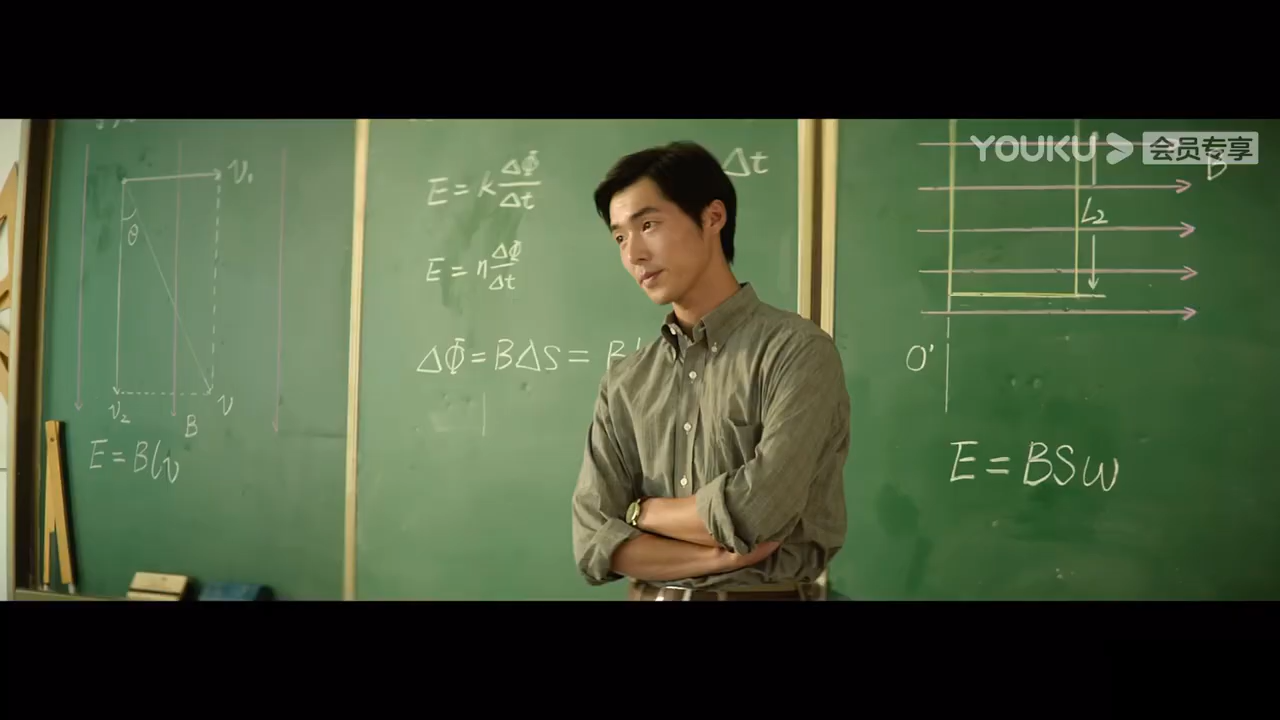 YOUKU 会员专享
v₁
θ
v₂
B
v
E=Blv
E=k ΔΦ/Δt
E=n ΔΦ/Δt
ΔΦ=BΔS=B
Δt
B
L₂
O'
E=BSω